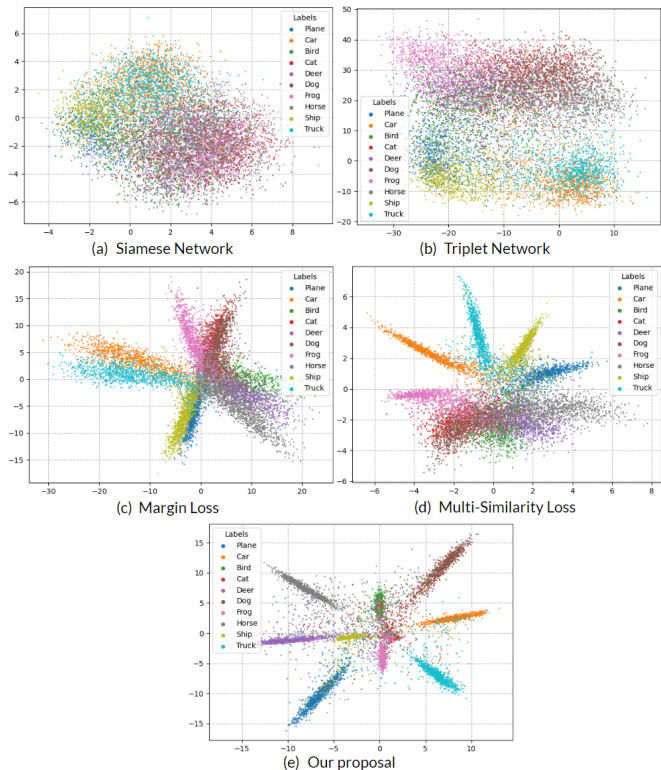 Labels
Plane
Car
Bird
Cat
Deer
Dog
Frog
Horse
Ship
Truck
6
4
2
0
−2
−4
−6
−4
−2
0
2
4
6
8
(a) Siamese Network
50
40
30
20
10
0
−10
−20
Labels
Plane
Car
Bird
Cat
Deer
Dog
Frog
Horse
Ship
Truck
−30
−20
−10
0
10
(b) Triplet Network
20
15
10
5
0
−5
−10
−15
−20
Labels
Plane
Car
Bird
Cat
Deer
Dog
Frog
Horse
Ship
Truck
−30
−20
−10
0
10
20
(c) Margin Loss
6
4
2
0
−2
−4
−6
Labels
Plane
Car
Bird
Cat
Deer
Dog
Frog
Horse
Ship
Truck
−6
−4
−2
0
2
4
6
8
(d) Multi-Similarity Loss
15
10
5
0
−5
−10
−15
Labels
Plane
Car
Bird
Cat
Deer
Dog
Frog
Horse
Ship
Truck
−15
−10
−5
0
5
10
(e) Our proposal